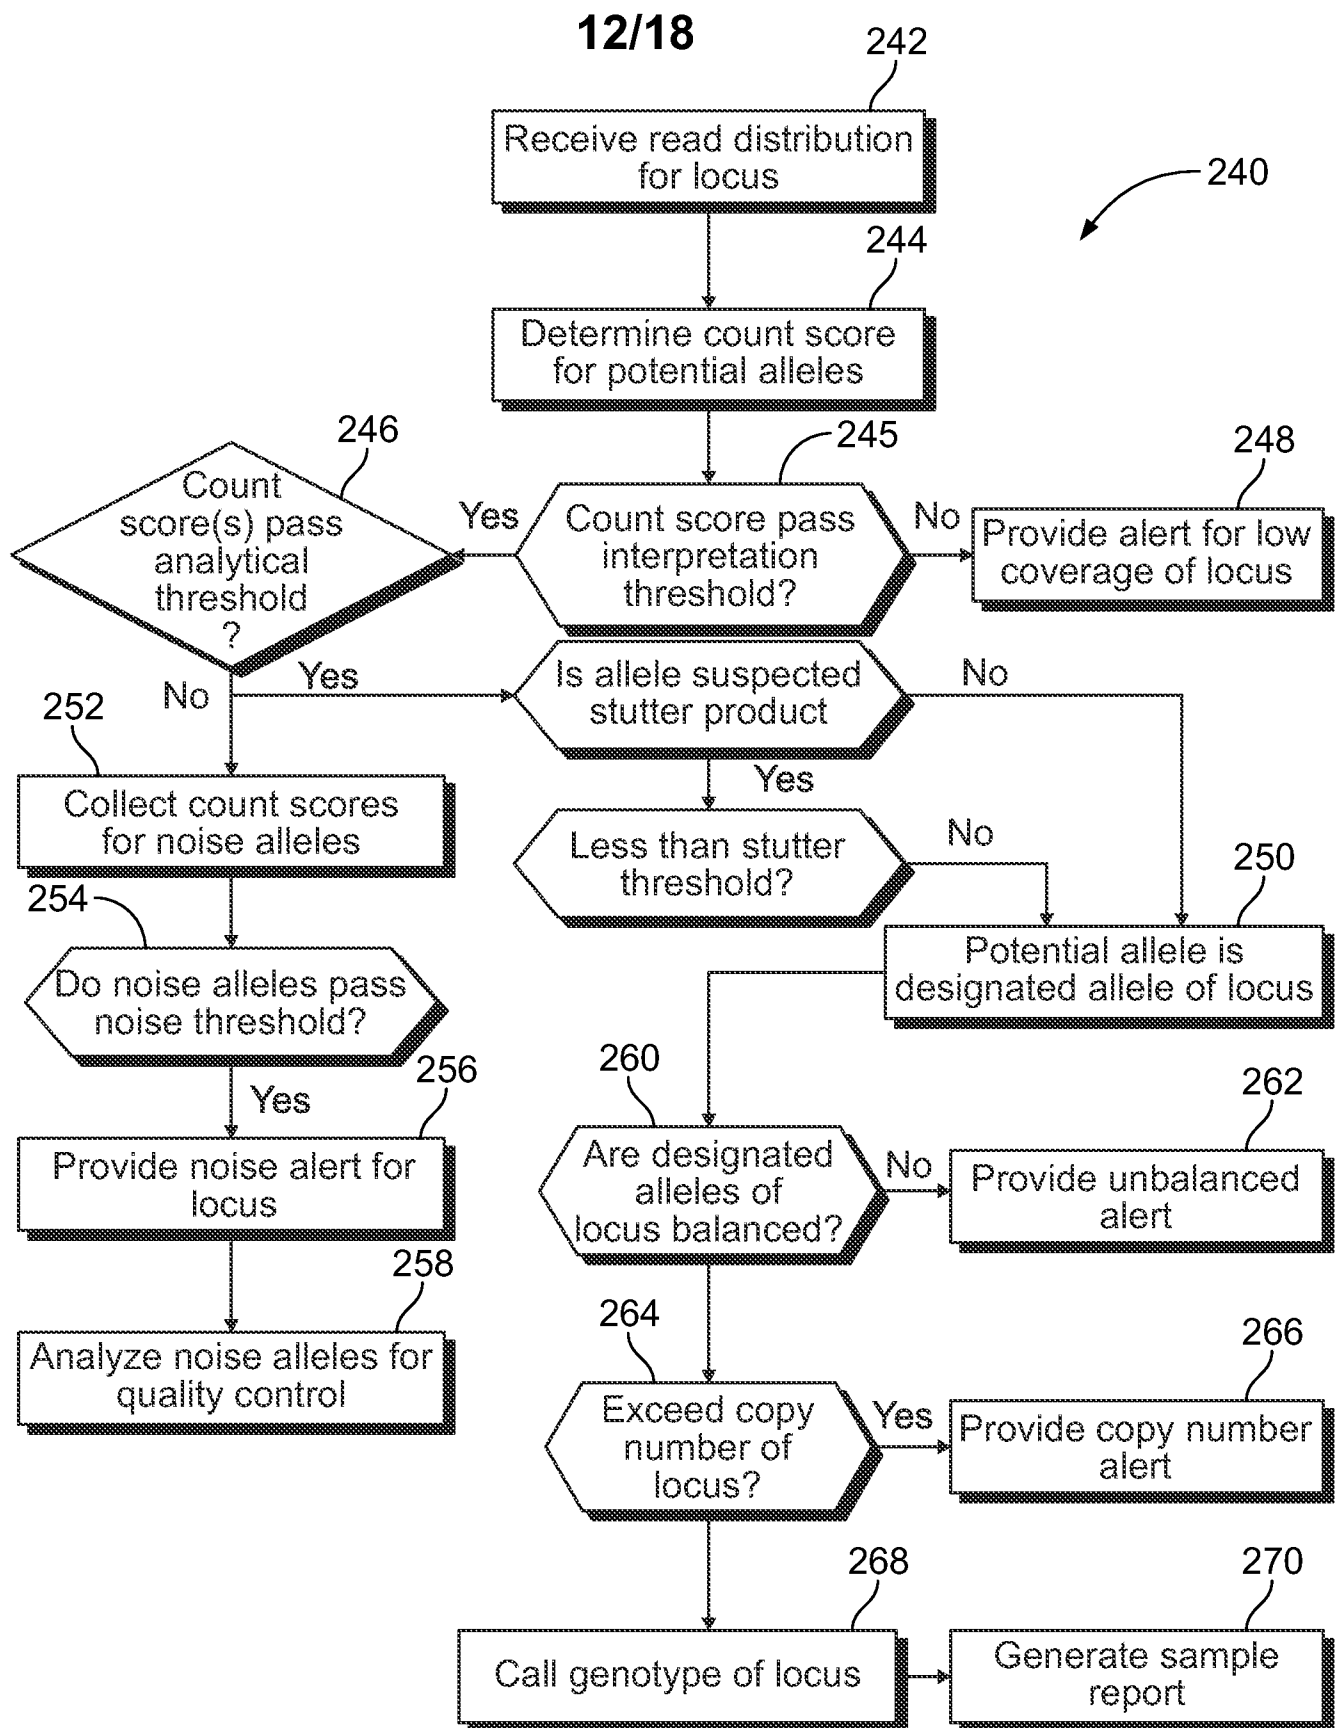 12/18
242
Receive read distribution
for locus
240
244
Determine count score
for potential alleles
246
Count
score(s) pass
analytical
threshold
?
Yes
245
Count score pass
interpretation
threshold?
No
248
Provide alert for low
coverage of locus
No
Yes
Is allele suspected
stutter product
No
Yes
252
Collect count scores
for noise alleles
Less than stutter
threshold?
No
250
Potential allele is
designated allele of locus
254
Do noise alleles pass
noise threshold?
Yes
256
Provide noise alert for
locus
258
Analyze noise alleles for
quality control
260
Are designated
alleles of
locus balanced?
No
262
Provide unbalanced
alert
264
Exceed copy
number of
locus?
Yes
266
Provide copy number
alert
268
Call genotype of locus
270
Generate sample
report